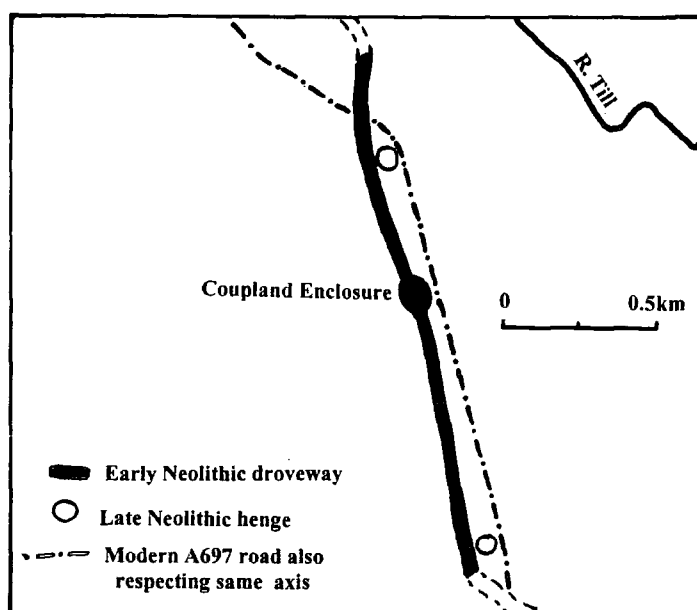 R. Till
Coupland Enclosure
0 0.5km
Early Neolithic droveway
Late Neolithic henge
Modern A697 road also
respecting same axis